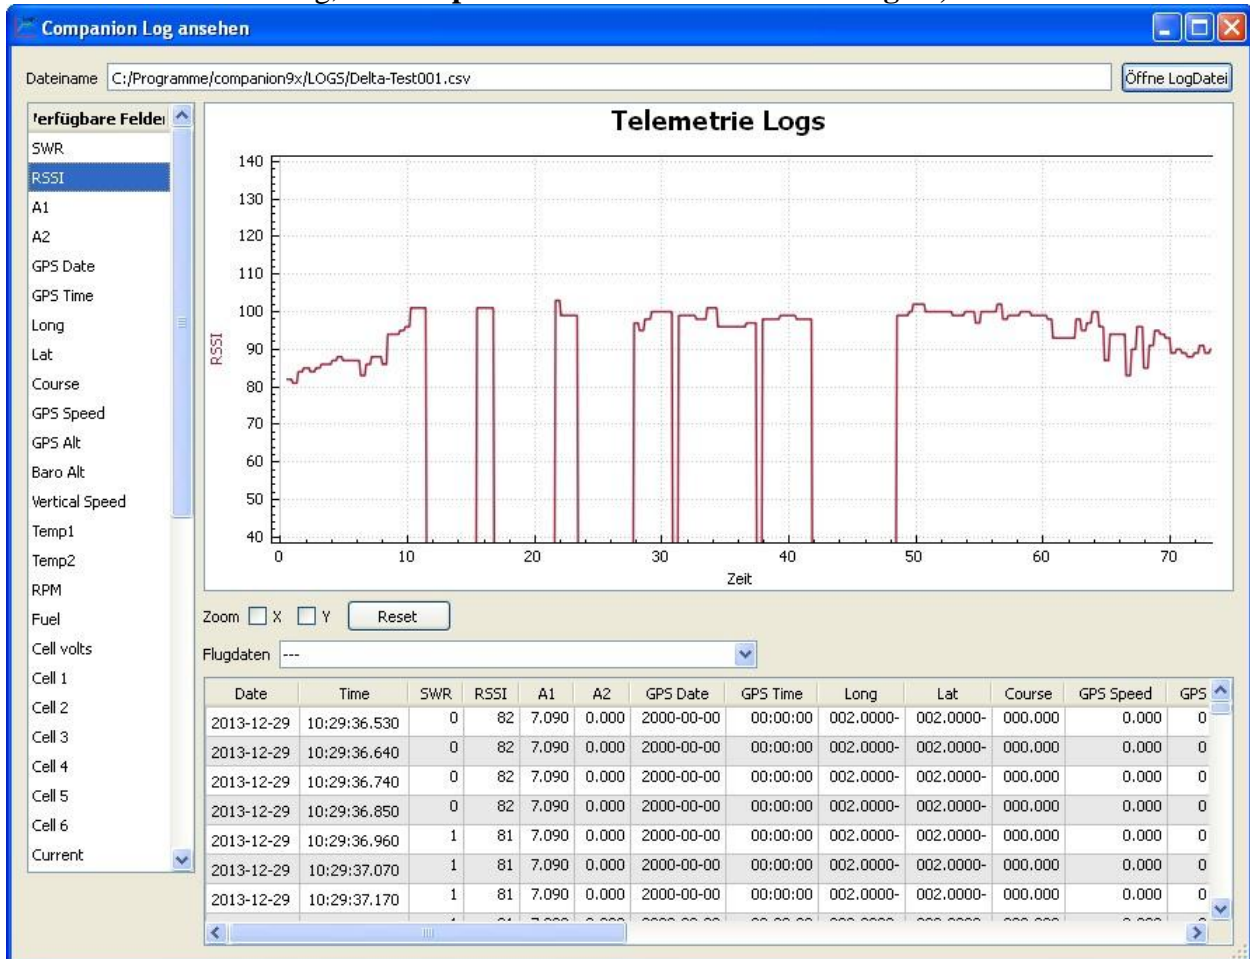 Companion Log ansehen
Dateiname C:/Programme/companion9x/LOGS/Delta-Test001.csv Öffne LogDatei
Felder
SWR
RSSI
A1
A2
GPS Date
GPS Time
Long
Lat
Course
GPS Speed
GPS Alt
Baro Alt
Vertical Speed
Temp1
Temp2
RPM
Fuel
Cell volts
Cell 1
Cell 2
Cell 3
Cell 4
Cell 5
Cell 6
Current
Telemetrie Logs
140
130
120
110
100
90
80
70
60
50
40
RSSI
0 10 20 30 40 50 60 70
Zeit
Zoom X Y Reset
Flugdaten ---
Date Time SWR RSSI A1 A2 GPS Date GPS Time Long Lat Course GPS Speed GPS
2013-12-29 10:29:36.530 0 82 7.090 0.000 2000-00-00 00:00:00 002.0000- 002.0000- 000.000 0.000 0
2013-12-29 10:29:36.640 0 82 7.090 0.000 2000-00-00 00:00:00 002.0000- 002.0000- 000.000 0.000 0
2013-12-29 10:29:36.740 0 82 7.090 0.000 2000-00-00 00:00:00 002.0000- 002.0000- 000.000 0.000 0
2013-12-29 10:29:36.850 0 82 7.090 0.000 2000-00-00 00:00:00 002.0000- 002.0000- 000.000 0.000 0
2013-12-29 10:29:36.960 1 81 7.090 0.000 2000-00-00 00:00:00 002.0000- 002.0000- 000.000 0.000 0
2013-12-29 10:29:37.070 1 81 7.090 0.000 2000-00-00 00:00:00 002.0000- 002.0000- 000.000 0.000 0
2013-12-29 10:29:37.170 1 81 7.090 0.000 2000-00-00 00:00:00 002.0000- 002.0000- 000.000 0.000 0